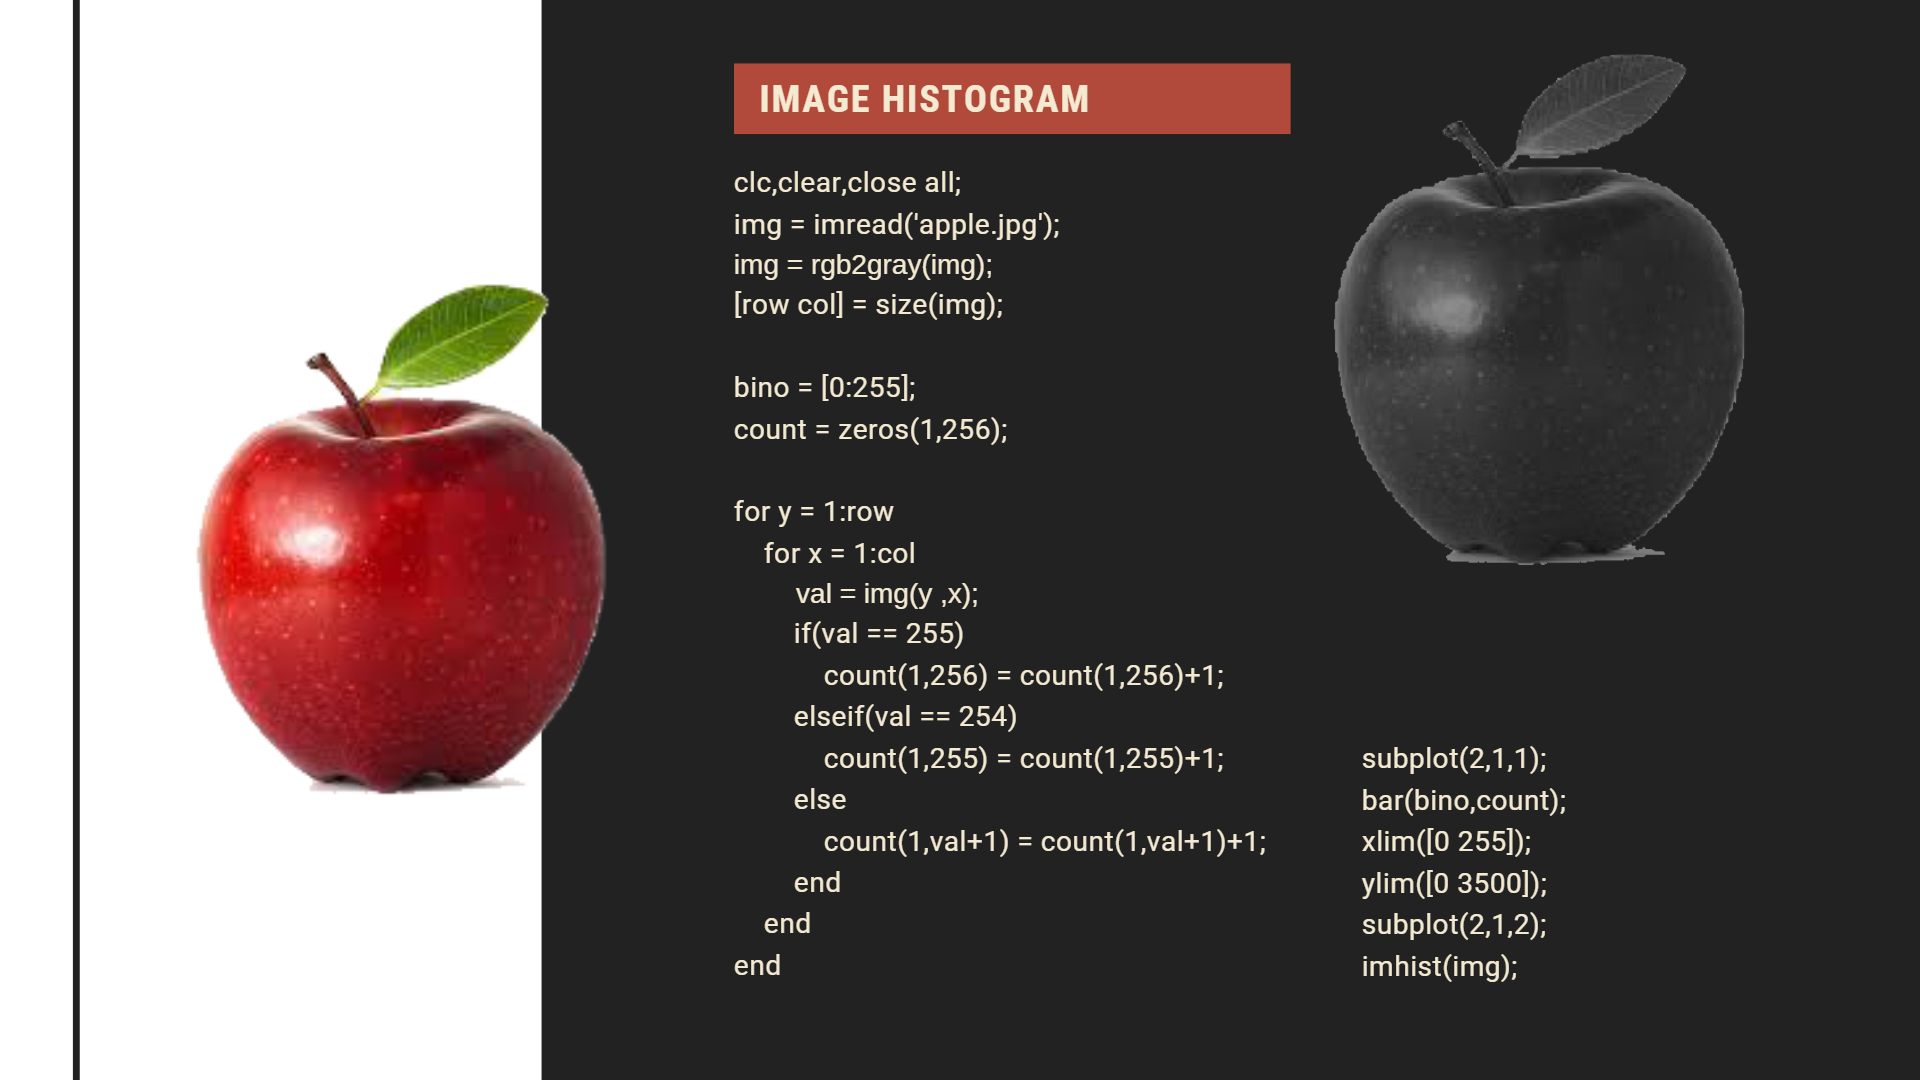 IMAGE HISTOGRAM
clc,clear,close all;
img = imread('apple.jpg');
img = rgb2gray(img);
[row col] = size(img);
bino = [0:255];
count = zeros(1,256);
for y = 1:row
for x = 1:col
val = img(y ,x);
if(val == 255)
count(1,256) = count(1,256)+1;
elseif(val == 254)
count(1,255) = count(1,255)+1;
else
count(1,val+1) = count(1,val+1)+1;
end
end
end
subplot(2,1,1);
bar(bino,count);
xlim([0 255]);
ylim([0 3500]);
subplot(2,1,2);
imhist(img);